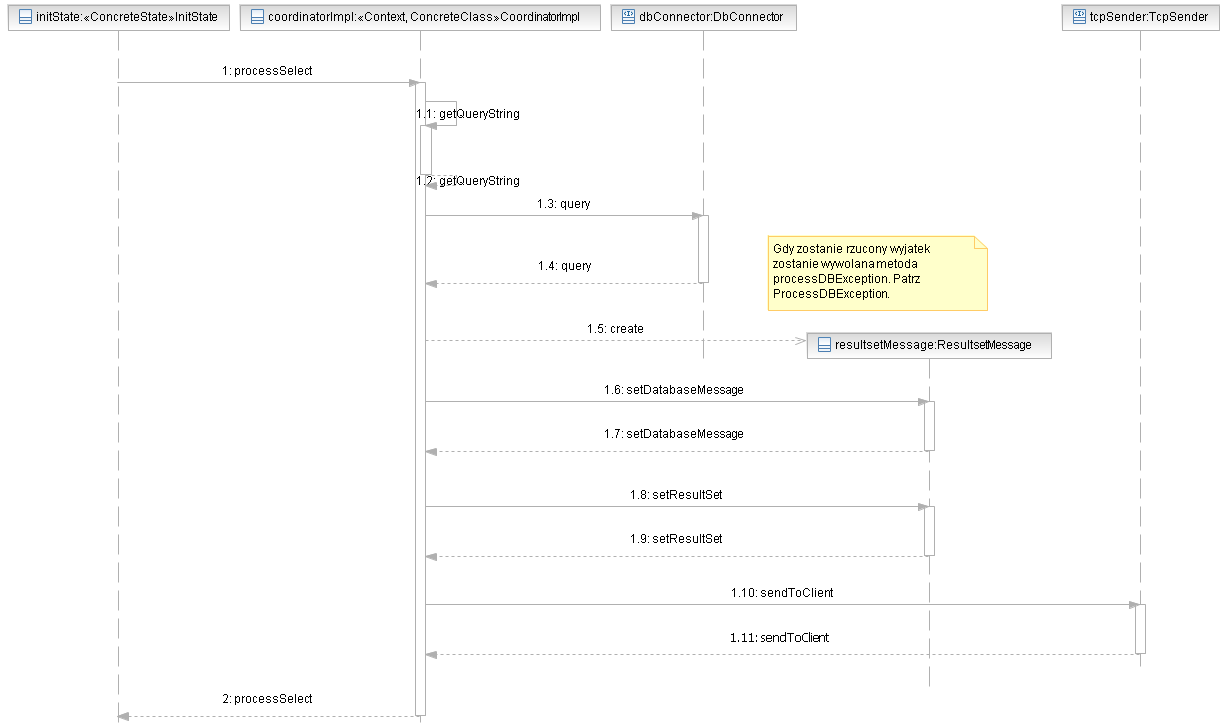 initState:«ConcreteState»InitState
coordinatorImpl:«Context, ConcreteClass»CoordinatorImpl
dbConnector:DbConnector
tcpSender:TcpSender
1: processSelect
1.1: getQueryString
1.2: getQueryString
1.3: query
Gdy zostanie rzucony wyjatek
zostanie wywolana metoda
processDBException. Patrz
ProcessDBException.
1.4: query
1.5: create
resultsetMessage:ResultsetMessage
1.6: setDatabaseMessage
1.7: setDatabaseMessage
1.8: setResultSet
1.9: setResultSet
1.10: sendToClient
1.11: sendToClient
2: processSelect